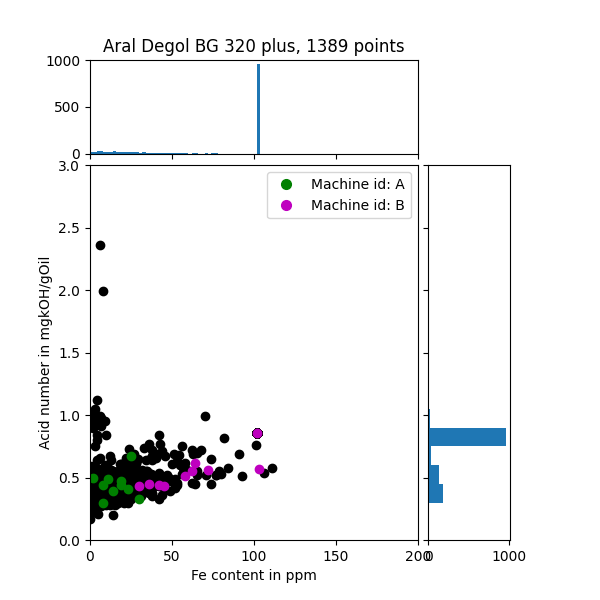 Aral Degol BG 320 plus, 1389 points
1000
500
0
3.0
2.5
2.0
1.5
1.0
0.5
0.0
Acid number in mgkOH/gOil
Machine id: A
Machine id: B
0 50 100 150 200
0 1000
Fe content in ppm